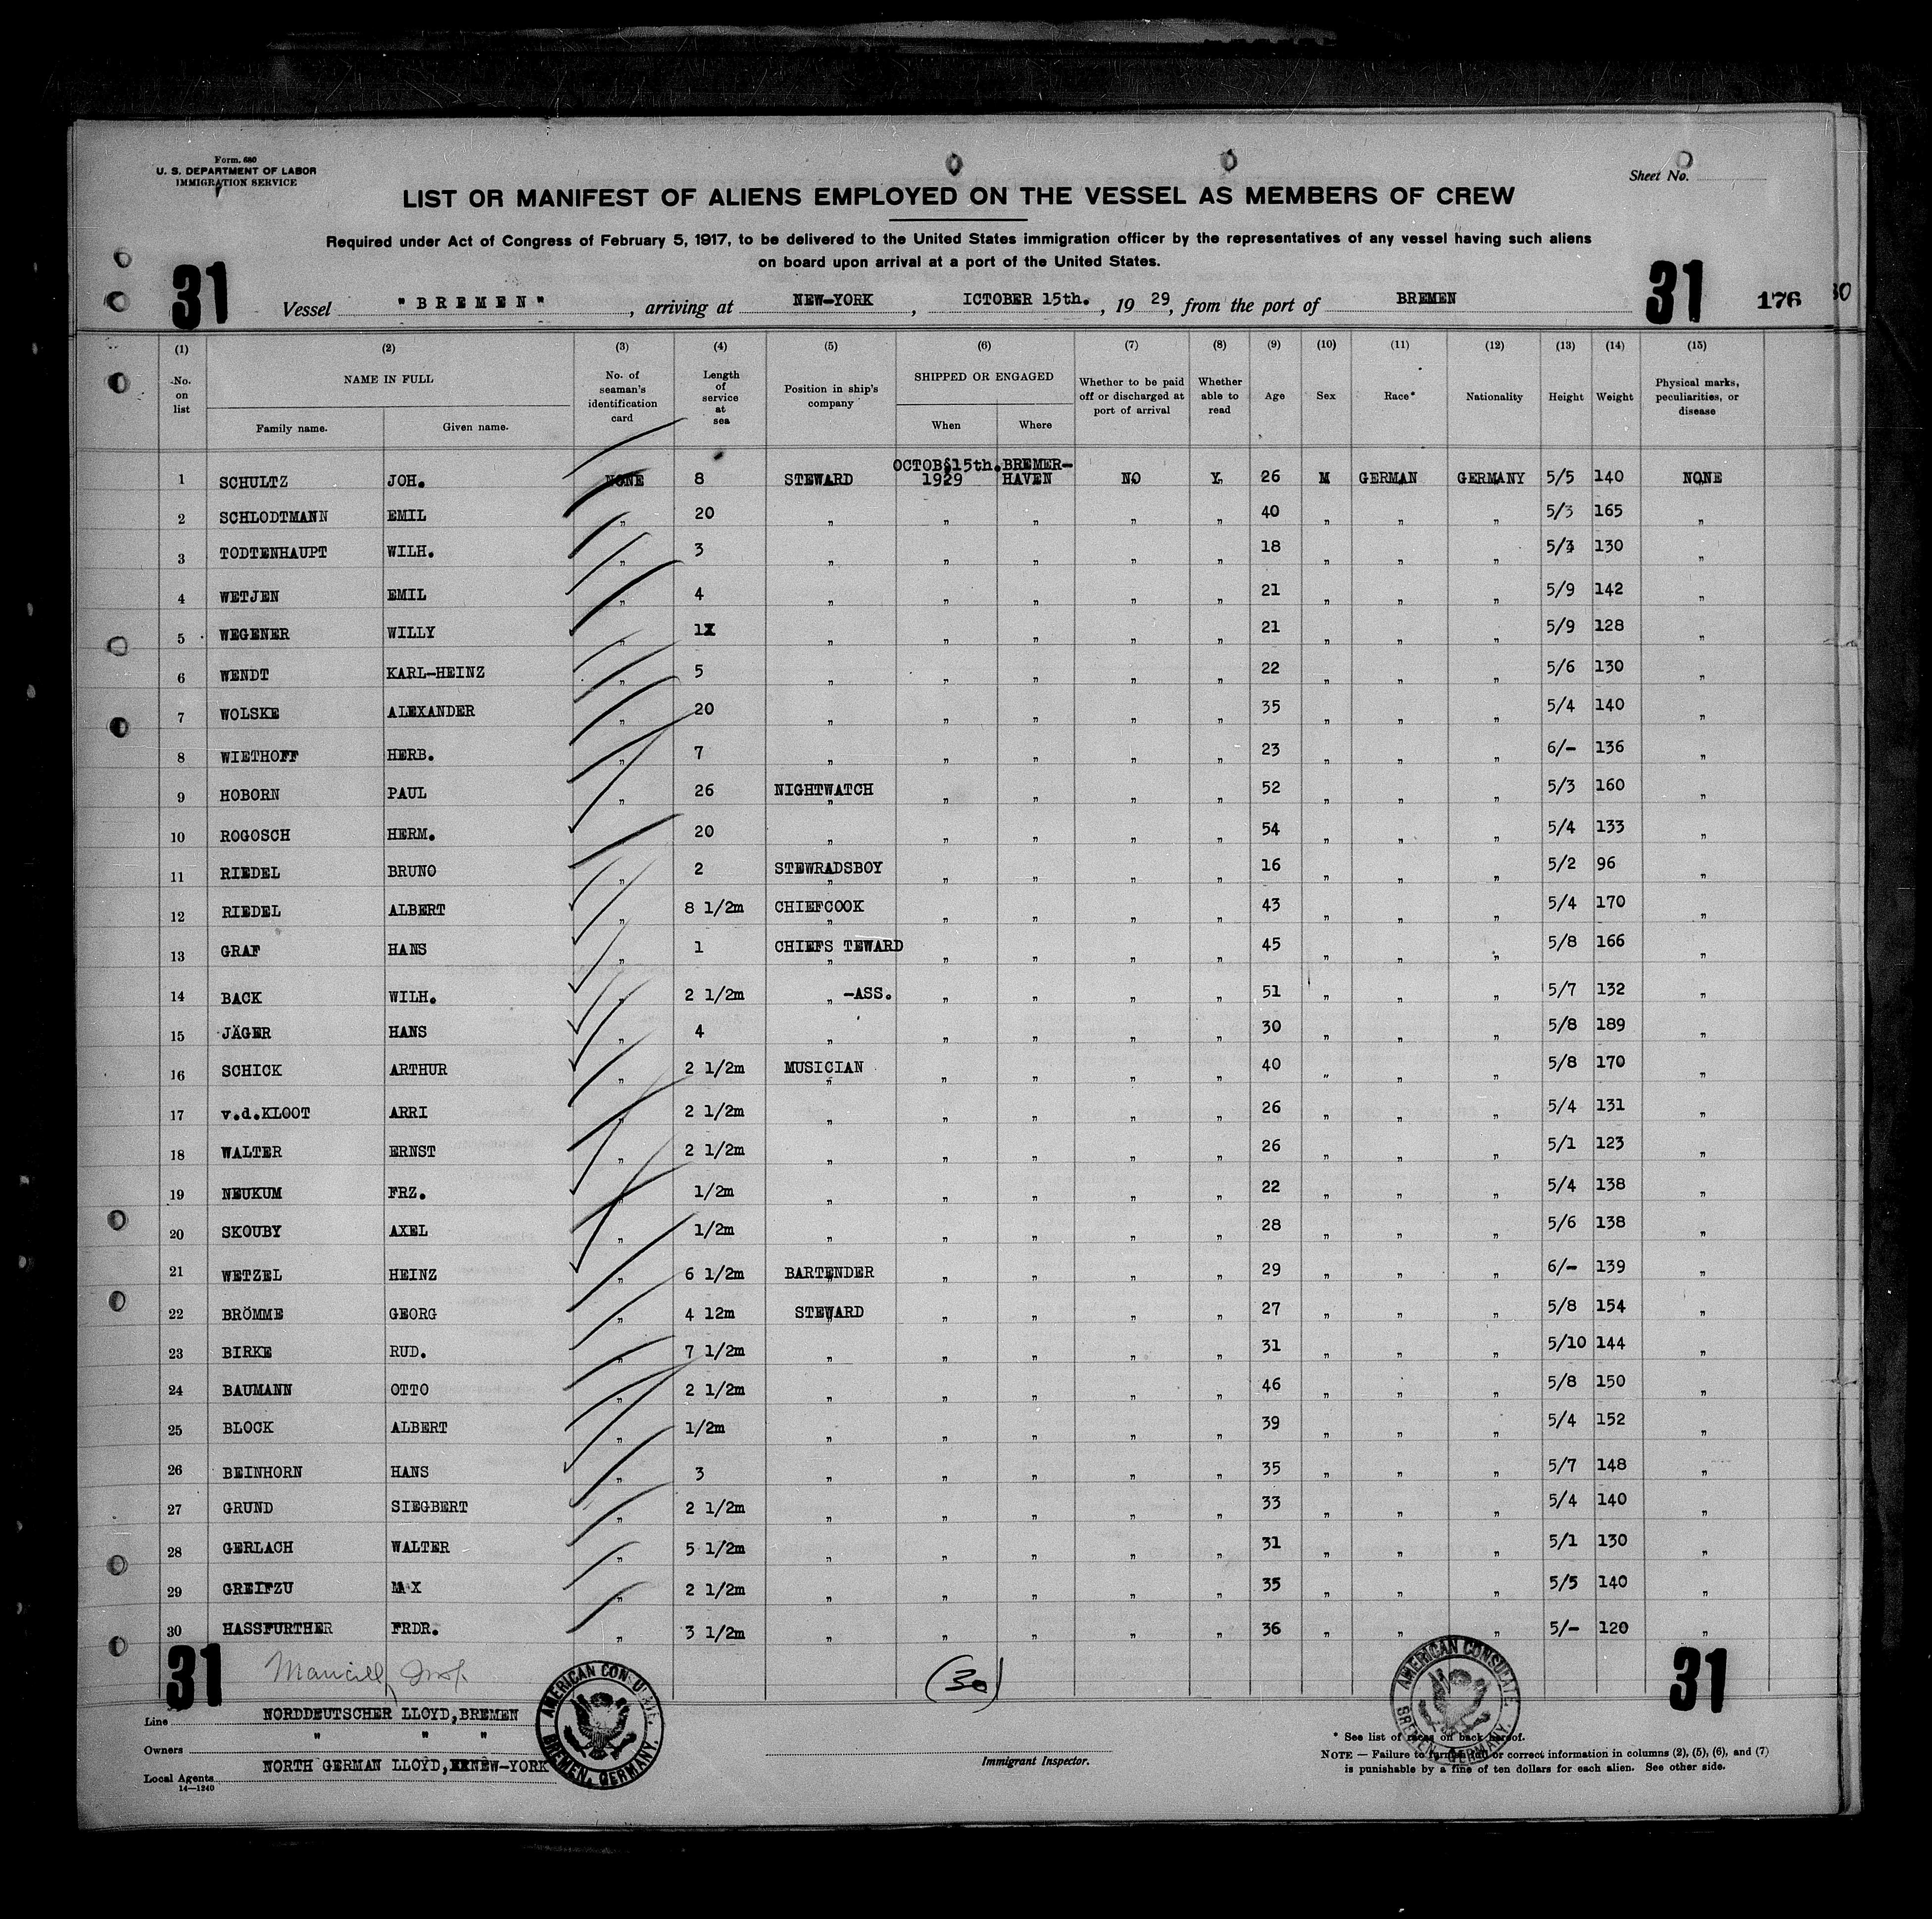 Form. 680
U. S. DEPARTMENT OF LABOR
IMMIGRATION SERVICE
Sheet No.
LIST OR MANIFEST OF ALIENS EMPLOYED ON THE VESSEL AS MEMBERS OF CREW
Required under Act of Congress of February 5, 1917, to be delivered to the United States immigration officer by the representatives of any vessel having such aliens
on board upon arrival at a port of the United States.
31 Vessel "BREMEN", arriving at NEW-YORK, ICTOBER 15th., 1929, from the port of BREMEN 31 176
(1) (2) (3) (4) (5) (6) (7) (8) (9) (10) (11) (12) (13) (14) (15)
No. on list NAME IN FULL Family name. Given name. No. of seaman's identification card Length of service at sea Position in ship's company SHIPPED OR ENGAGED When Where Whether to be paid off or discharged at port of arrival Whether able to read Age Sex Race* Nationality Height Weight Physical marks, peculiarities, or disease
1 SCHULTZ JOH. NONE 8 STEWARD OCTOB 15th. 1929 BREMER-HAVEN NO Y. 26 M GERMAN GERMANY 5/5 140 NONE
2 SCHLODTMANN EMIL 20 " " " " " 40 " " " 5/3 165 "
3 TODTENHAUPT WILH. " 3 " " " " " 18 " " " 5/3 130 "
4 WETJEN EMIL " 4 " " " " " 21 " " " 5/9 142 "
5 WEGENER WILLY 1X " " " " " 21 " " " 5/9 128 "
6 WENDT KARL-HEINZ " 5 " " " " " 22 " " " 5/6 130 "
7 WOLSKE ALEXANDER " 20 " " " " " 35 " " " 5/4 140 "
8 WIETHOFF HERB. " 7 " " " " " 23 " " " 6/- 136 "
9 HOBORN PAUL " 26 NIGHTWATCH " " " " 52 " " " 5/3 160 "
10 ROGOSCH HERM. 20 " " " " " 54 " " " 5/4 133 "
11 RIEDEL BRUNO " 2 STEWRADSBOY " " " " 16 " " " 5/2 96 "
12 RIEDEL ALBERT " 8 1/2m CHIEFCOOK " " " " 43 " " " 5/4 170 "
13 GRAF HANS " 1 CHIEFS TEWARD " " " " 45 " " " 5/8 166 "
14 BACK WILH. " 2 1/2m " -ASS. " " " " 51 " " " 5/7 132 "
15 JÄGER HANS " 4 " " " " 30 " " " 5/8 189 "
16 SCHICK ARTHUR " 2 1/2m MUSICIAN " " " " 40 " " " 5/8 170 "
17 v.d.KLOOT ARRI " 2 1/2m " " " " " 26 " " " 5/4 131 "
18 WALTER ERNST " 2 1/2m " " " " " 26 " " " 5/1 123 "
19 NEUKUM FRZ. " 1/2m " " " " " 22 " " " 5/4 138 "
20 SKOUBY AXEL " 1/2m " " " " " 28 " " " 5/6 138 "
21 WETZEL HEINZ " 6 1/2m BARTENDER " " " " 29 " " " 6/- 139 "
22 BRÖMME GEORG " 4 12m STEWARD " " " " 27 " " " 5/8 154 "
23 BIRKE RUD. " 7 1/2m " " " " " 31 " " " 5/10 144 "
24 BAUMANN OTTO 2 1/2m " " " " " 46 " " " 5/8 150 "
25 BLOCK ALBERT " 1/2m " " " " " 39 " " " 5/4 152 "
26 BEINHORN HANS " 3 " " " " " 35 " " " 5/7 148 "
27 GRUND SIEGBERT " 2 1/2m " " " " " 33 " " " 5/4 140 "
28 GERLACH WALTER " 5 1/2m " " " " " 31 " " " 5/1 130 "
29 GREIFZU MAX " 2 1/2m " " " " " 35 " " " 5/5 140 "
30 HASSFURTHER FRDR. " 3 1/2m " " " " " 36 " " " 5/- 120 "
31 (30) 31
Line NORDDEUTSCHER LLOYD,BREMEN
Owners " " "
Local Agents NORTH GERMAN LLOYD, NEW-YORK
14—1240
AMERICAN CONSULATE. BREMEN, GERMANY.
Immigrant Inspector.
AMERICAN CONSULATE. BREMEN, GERMANY.
* See list of races on back hereof.
NOTE — Failure to furnish full or correct information in columns (2), (5), (6), and (7)
is punishable by a fine of ten dollars for each alien. See other side.